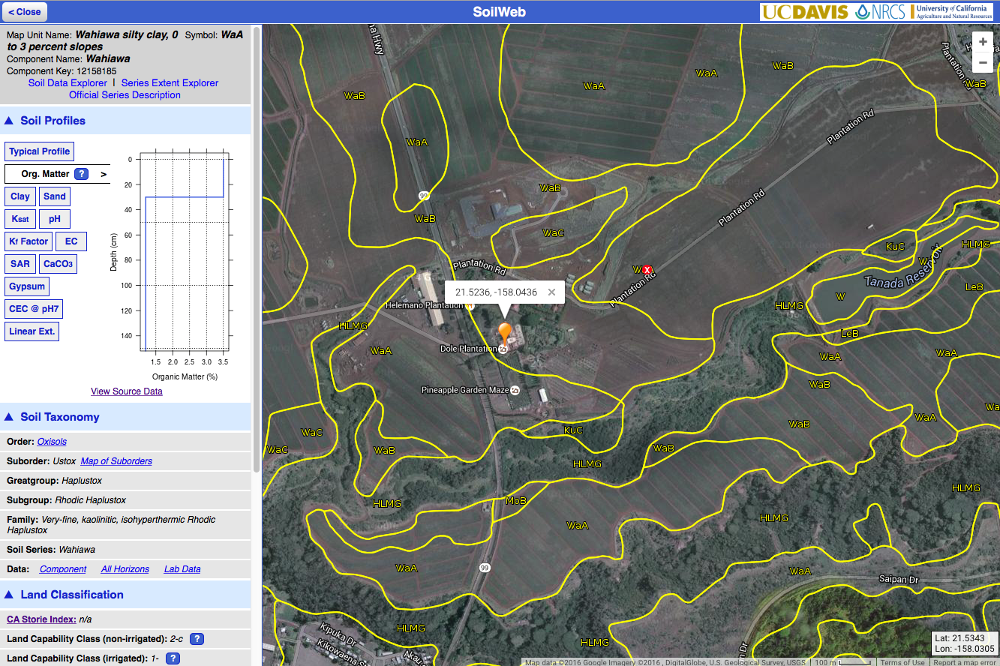 < Close
SoilWeb
UCDAVIS NRCS University of California
Agriculture and Natural Resources
Map Unit Name: Wahiawa silty clay, 0 Symbol: WaA
to 3 percent slopes
Component Name: Wahiawa
Component Key: 12158185
Soil Data Explorer | Series Extent Explorer
Official Series Description
▲ Soil Profiles
Typical Profile
Org. Matter ? >
Clay Sand
Ksat pH
Kf Factor EC
SAR CaCO3
Gypsum
CEC @ pH7
Linear Ext.
Depth (cm)
0
20
40
60
80
100
120
140
1.5 2.0 2.5 3.0 3.5
Organic Matter (%)
View Source Data
▲ Soil Taxonomy
Order: Oxisols
Suborder: Ustox Map of Suborders
Greatgroup: Haplustox
Subgroup: Rhodic Haplustox
Family: Very-fine, kaolinitic, isohyperthermic Rhodic
Haplustox
Soil Series: Wahiawa
Data: Component All Horizons Lab Data
▲ Land Classification
CA Storie Index: n/a
Land Capability Class (non-irrigated): 2-c ?
Land Capability Class (irrigated): 1- ?
Hwy
+
−
Plantation
WaB
WaA
WaA
WaB
WaB
WaA
Plantation Rd
WaB
99
Plantation Rd
WaB
WaC
KuC
HLMG
X
Plantation Rd
Plantation Rd
Tanada Reservoir
21.5236, -158.0436 ×
LeB
W
Helemano Plantation
HLMG
HLMG
LeB
Dole Plantation
WaA
WaA
WaA
Pineapple Garden Maze
WaB
WaA
KuC
WaB
WaC
WaC
WaB
WaB
HLMG
HLMG
HLMG
MoB
WaA
HLMG
WaA
99
WaA
Saipan Dr
Kipuka Dr
HLMG
HLMG
Lat: 21.5343
Lon: -158.0305
Map data ©2016 Google Imagery ©2016 , DigitalGlobe, U.S. Geological Survey, USGS 100 m Terms of Use Report a map error